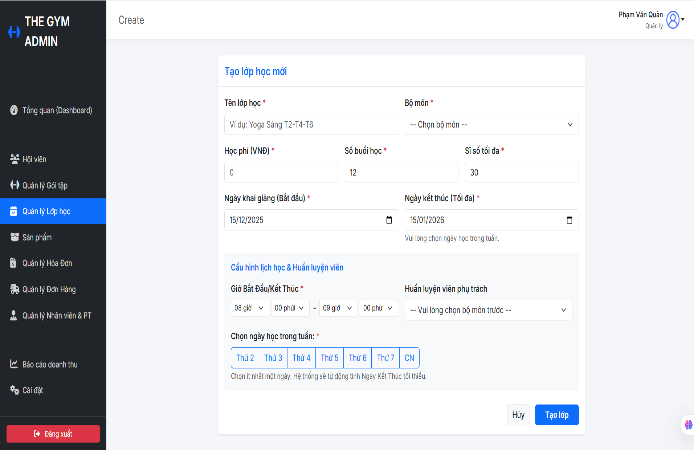 THE GYM
ADMIN
Tổng quan (Dashboard)
Hội viên
Quản lý Gói tập
Quản lý Lớp học
Sản phẩm
Quản lý Hóa Đơn
Quản lý Đơn Hàng
Quản lý Nhân viên & PT
Báo cáo doanh thu
Cài đặt
Đăng xuất
Create
Phạm Văn Quản
Quản lý
Tạo lớp học mới
Tên lớp học *
Bộ môn *
Ví dụ: Yoga Sáng T2-T4-T6
-- Chọn bộ môn --
Học phí (VNĐ) *
Số buổi học *
Sĩ số tối đa *
0
12
30
Ngày khai giảng (Bắt đầu) *
Ngày kết thúc (Tối đa) *
15/12/2025
15/01/2026
Vui lòng chọn ngày học trong tuần.
Cấu hình lịch học & Huấn luyện viên
Giờ Bắt Đầu/Kết Thúc *
Huấn luyện viên phụ trách
08 giờ 00 phút - 09 giờ 00 phút
-- Vui lòng chọn bộ môn trước --
Chọn ngày học trong tuần: *
Thứ 2 Thứ 3 Thứ 4 Thứ 5 Thứ 6 Thứ 7 CN
Chọn ít nhất một ngày. Hệ thống sẽ tự động tính Ngày Kết Thúc tối thiểu.
Hủy
Tạo lớp